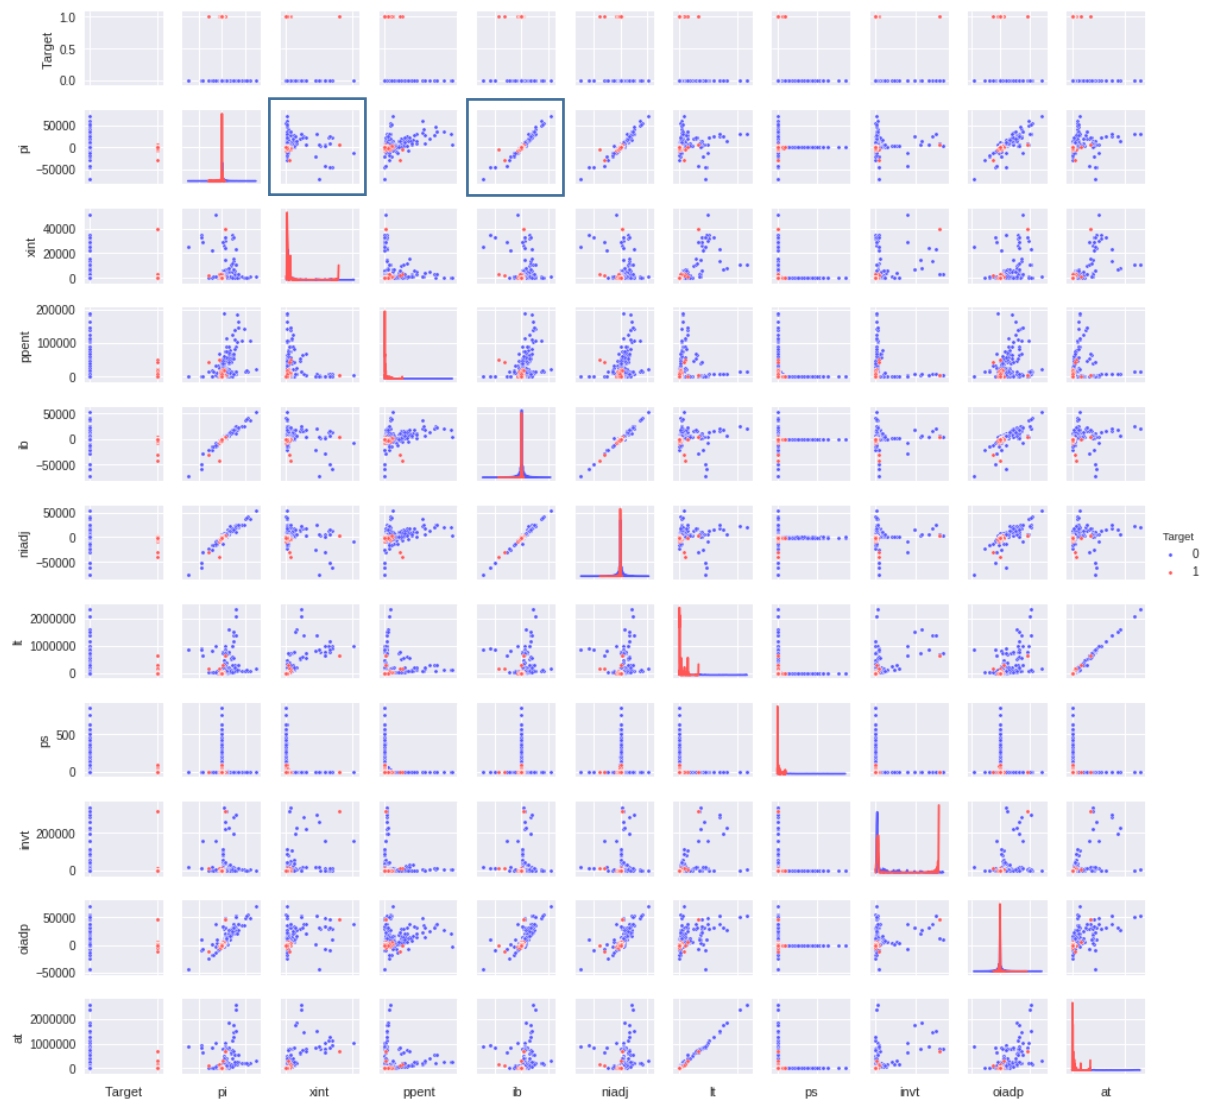 1.0
0.5
0.0
Target
50000
0
−50000
pi
40000
20000
0
xint
200000
100000
0
ppent
50000
0
−50000
ib
50000
0
−50000
niadj
Target
0
1
2000000
1000000
0
lt
500
0
ps
200000
0
invt
50000
0
−50000
oiadp
2000000
1000000
0
at
Target pi xint ppent ib niadj lt ps invt oiadp at